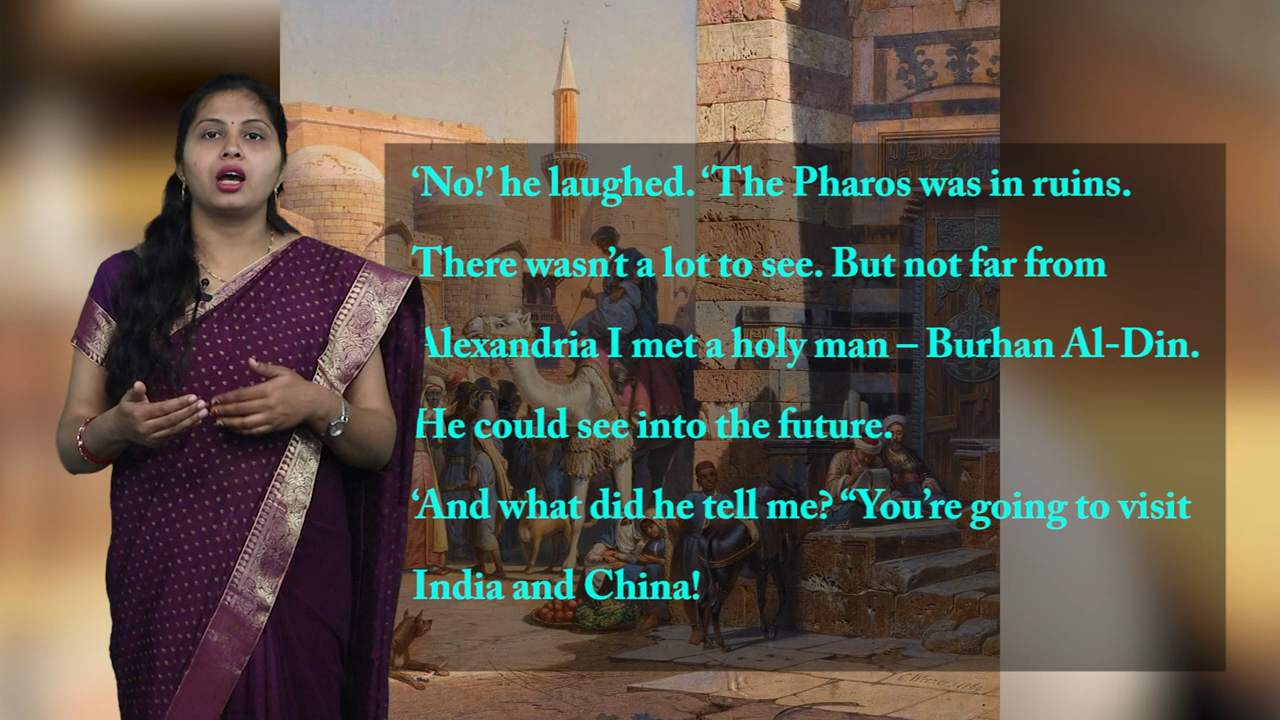 ‘No!’ he laughed. ‘The Pharos was in ruins.
There wasn’t a lot to see. But not far from
Alexandria I met a holy man – Burhan Al-Din.
He could see into the future.
‘And what did he tell me? “You’re going to visit
India and China!